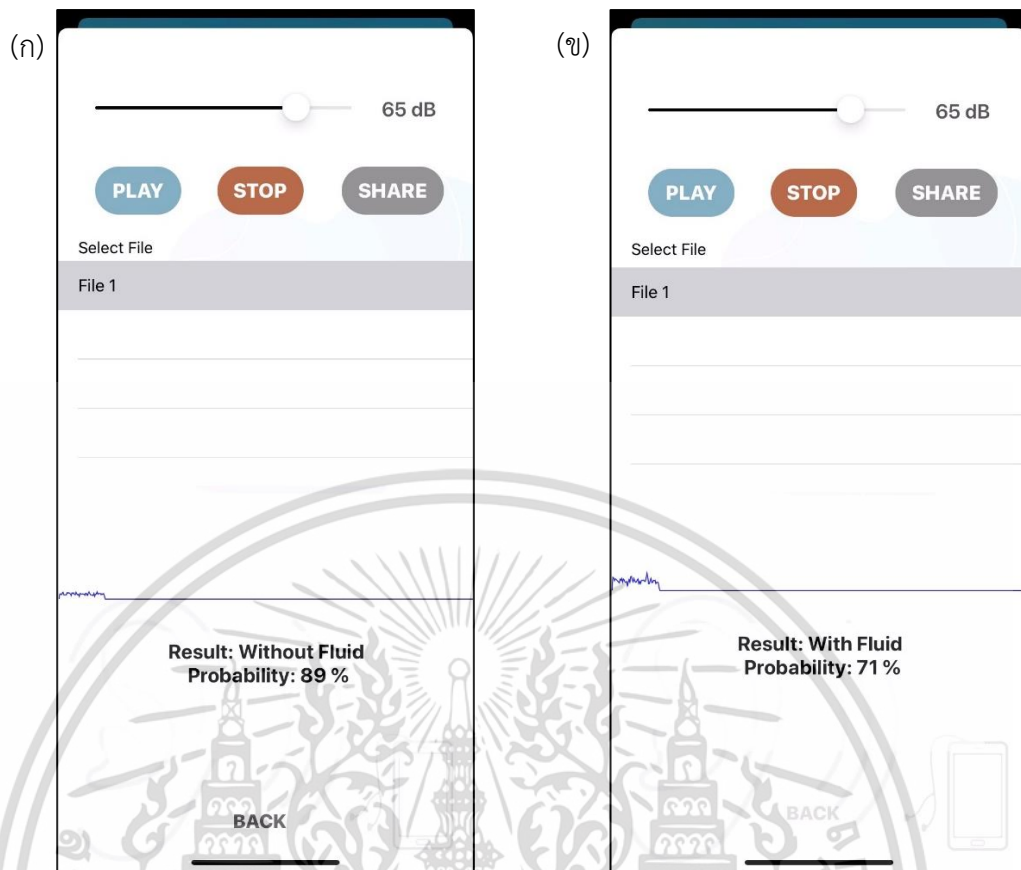 (ก)
65 dB
PLAY STOP SHARE
Select File
File 1
Result: Without Fluid
Probability: 89 %
BACK
(ข)
65 dB
PLAY STOP SHARE
Select File
File 1
Result: With Fluid
Probability: 71 %
BACK